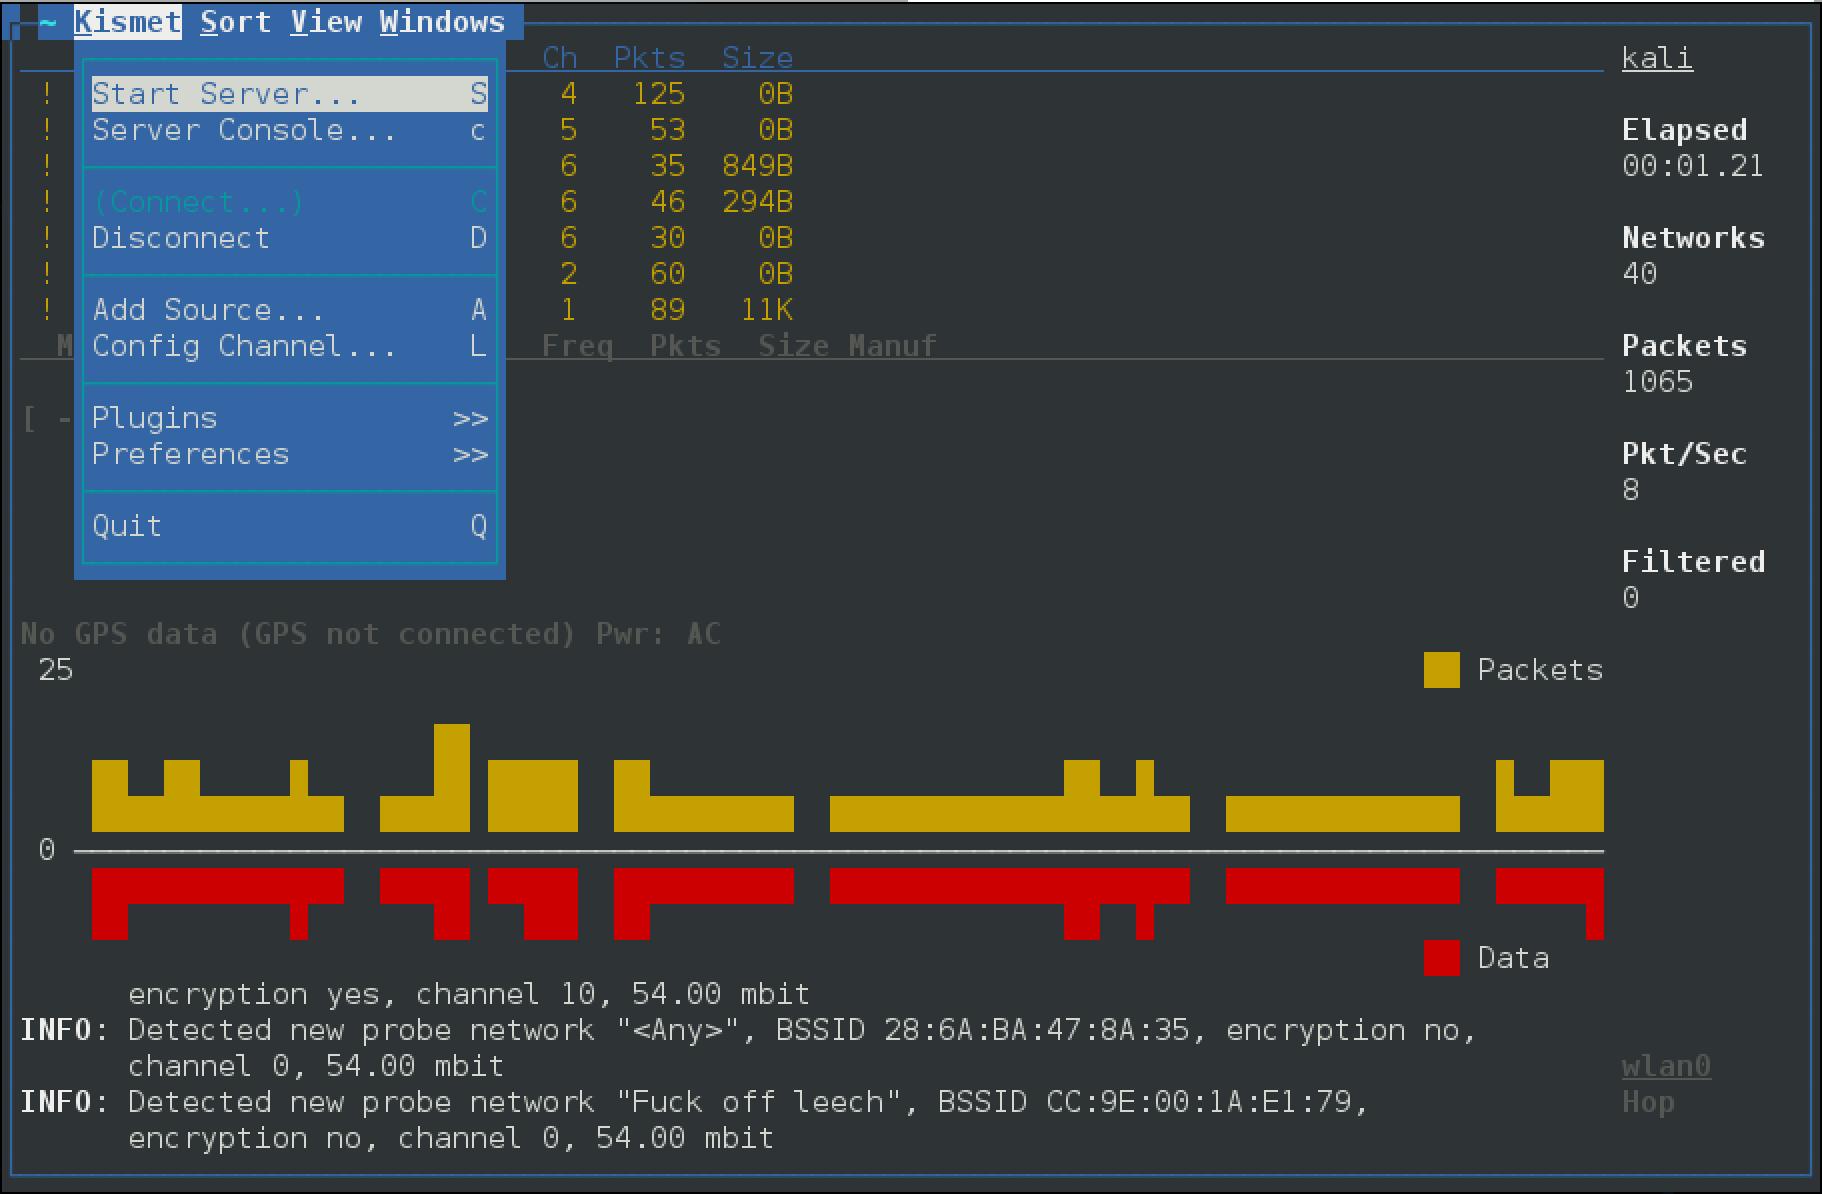 ~ Kismet Sort View Windows
Ch Pkts Size
kali
Start Server... S
! 4 125 0B
Server Console... c
! 5 53 0B
Elapsed
! 6 35 849B
00:01.21
(Connect...) C
! 6 46 294B
Disconnect D
! 6 30 0B
Networks
! 2 60 0B
40
Add Source... A
! 1 89 11K
Config Channel... L
M Freq Pkts Size Manuf
Packets
1065
Plugins >>
[ -
Preferences >>
Pkt/Sec
8
Quit Q
Filtered
0
No GPS data (GPS not connected) Pwr: AC
25
Packets
0
Data
encryption yes, channel 10, 54.00 mbit
INFO: Detected new probe network "<Any>", BSSID 28:6A:BA:47:8A:35, encryption no,
channel 0, 54.00 mbit
wlan0
INFO: Detected new probe network "Fuck off leech", BSSID CC:9E:00:1A:E1:79,
Hop
encryption no, channel 0, 54.00 mbit